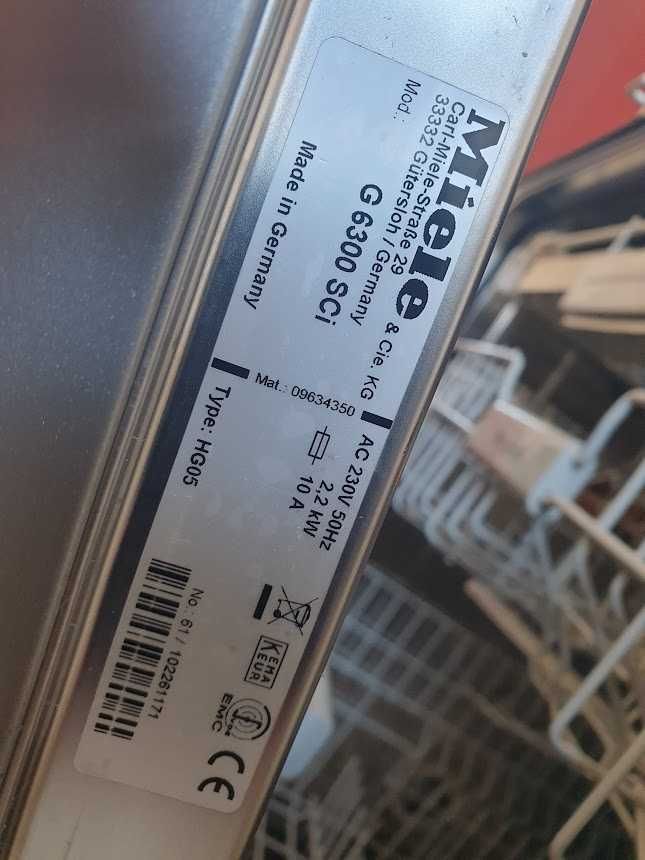 Miele & Cie. KG
Carl-Miele-Straße 29
33332 Gütersloh / Germany
Mod.:
G 6300 SCi
Made in Germany
Mat.: 09634350
AC 230V 50Hz
2,2 kW
10 A
Type: HG05
No.: 61 / 102261171
KEMA
KEUR
EMC
CE